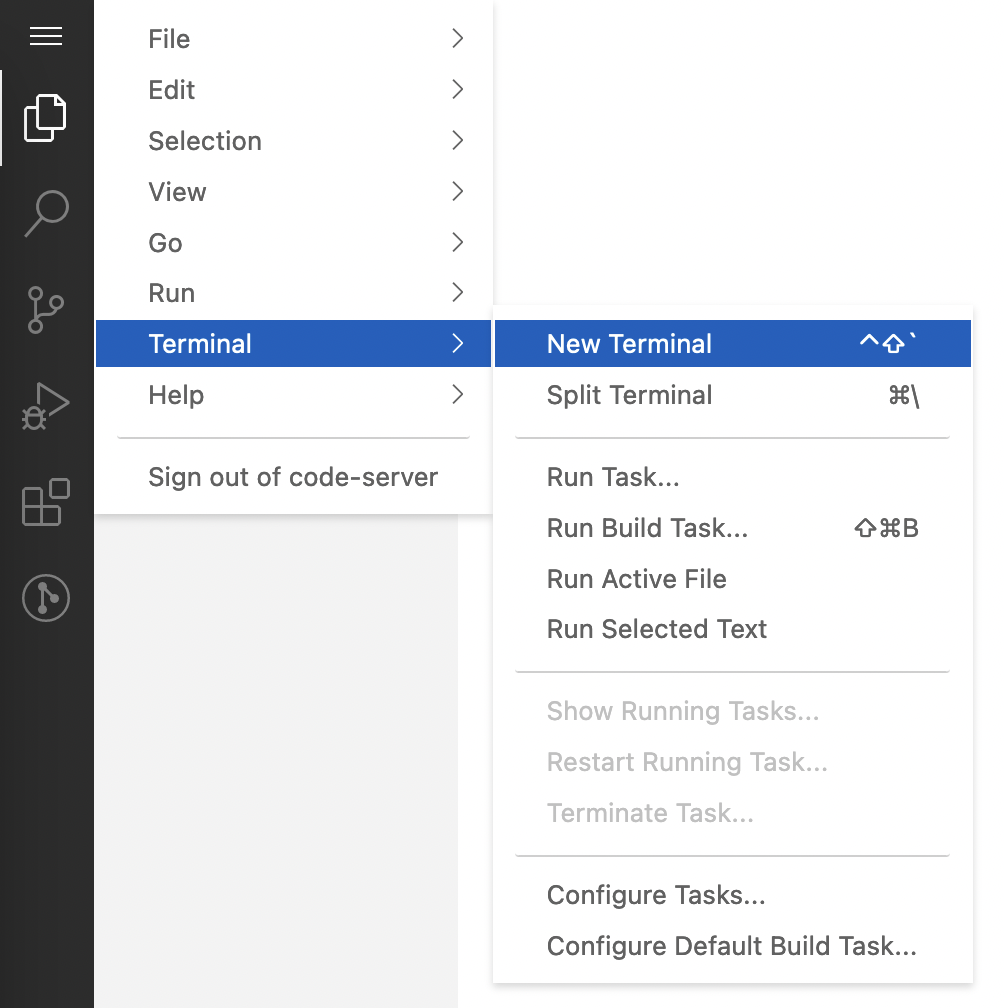 File
Edit
Selection
View
Go
Run
Terminal
Help
Sign out of code-server
New Terminal ^⇧`
Split Terminal ⌘\
Run Task...
Run Build Task... ⇧⌘B
Run Active File
Run Selected Text
Show Running Tasks...
Restart Running Task...
Terminate Task...
Configure Tasks...
Configure Default Build Task...